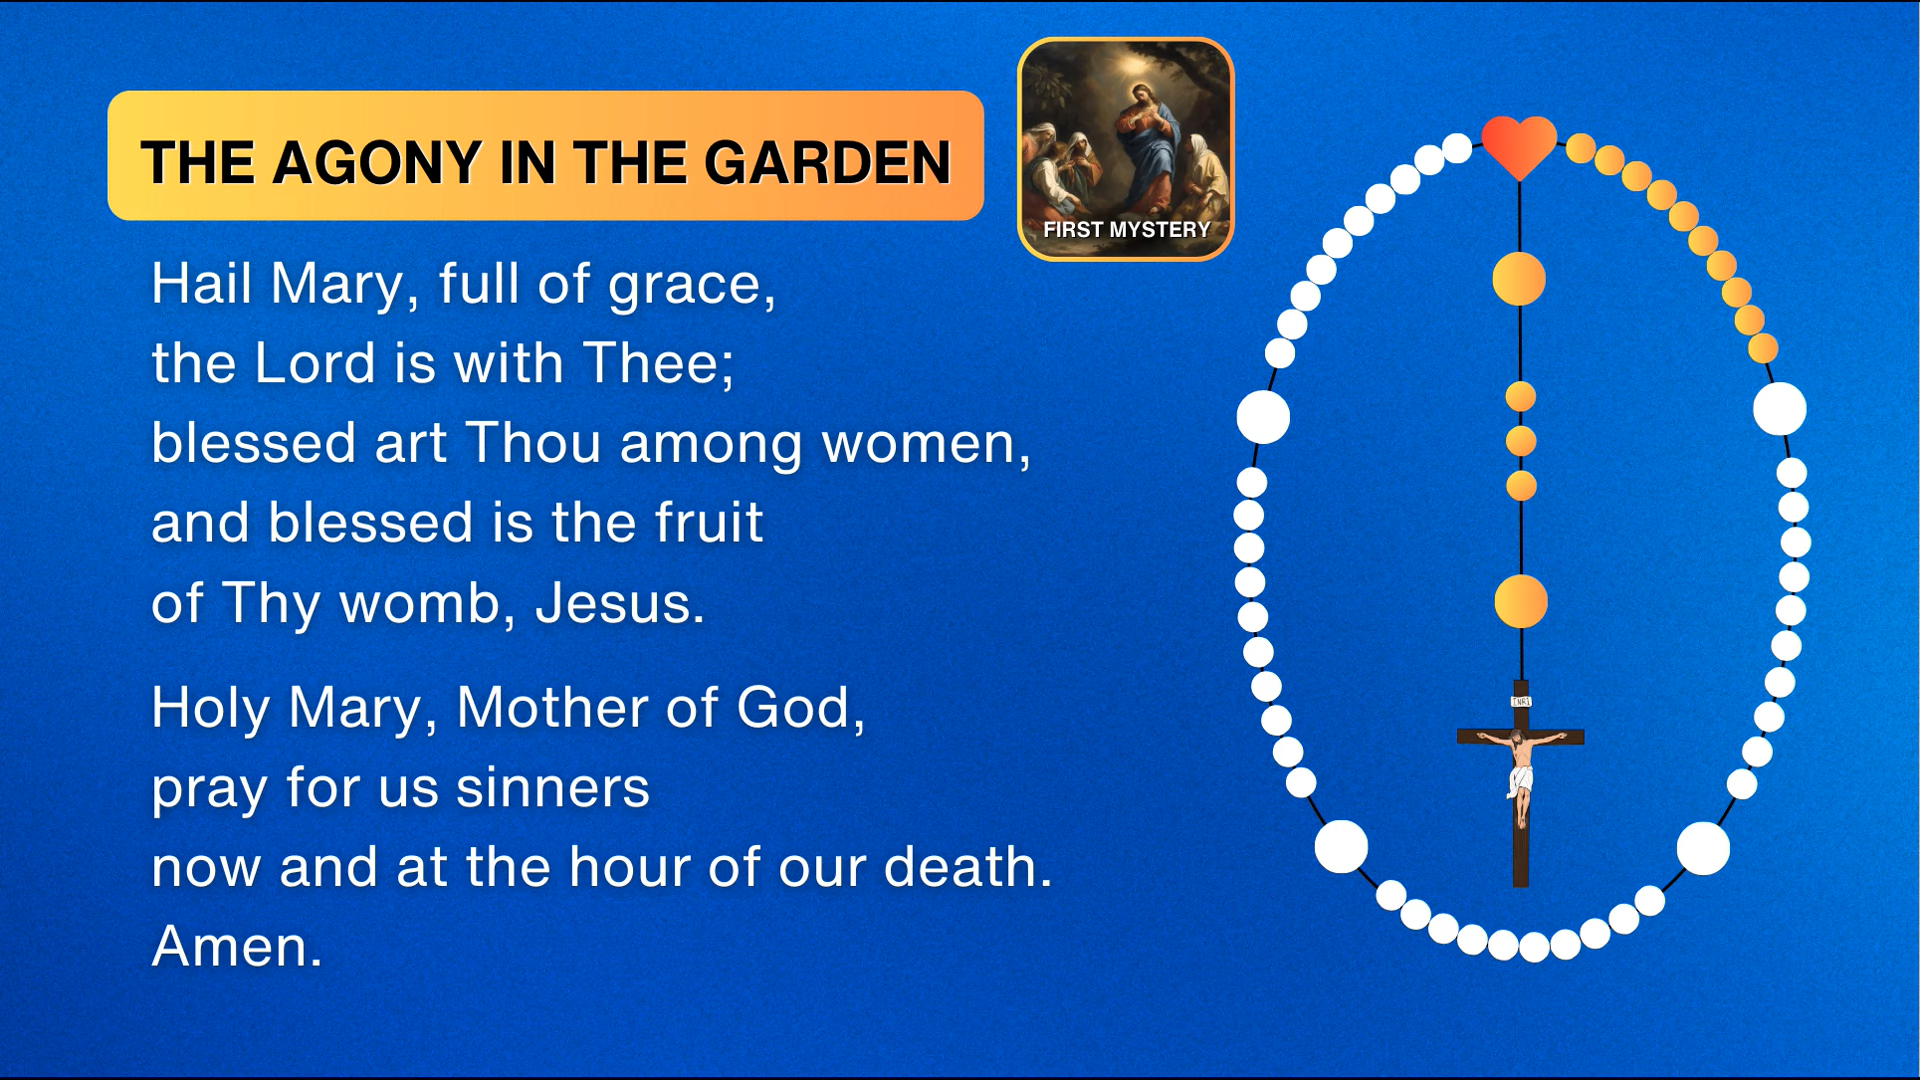 THE AGONY IN THE GARDEN
FIRST MYSTERY
Hail Mary, full of grace,
the Lord is with Thee;
blessed art Thou among women,
and blessed is the fruit
of Thy womb, Jesus.
Holy Mary, Mother of God,
pray for us sinners
now and at the hour of our death.
Amen.
INRI